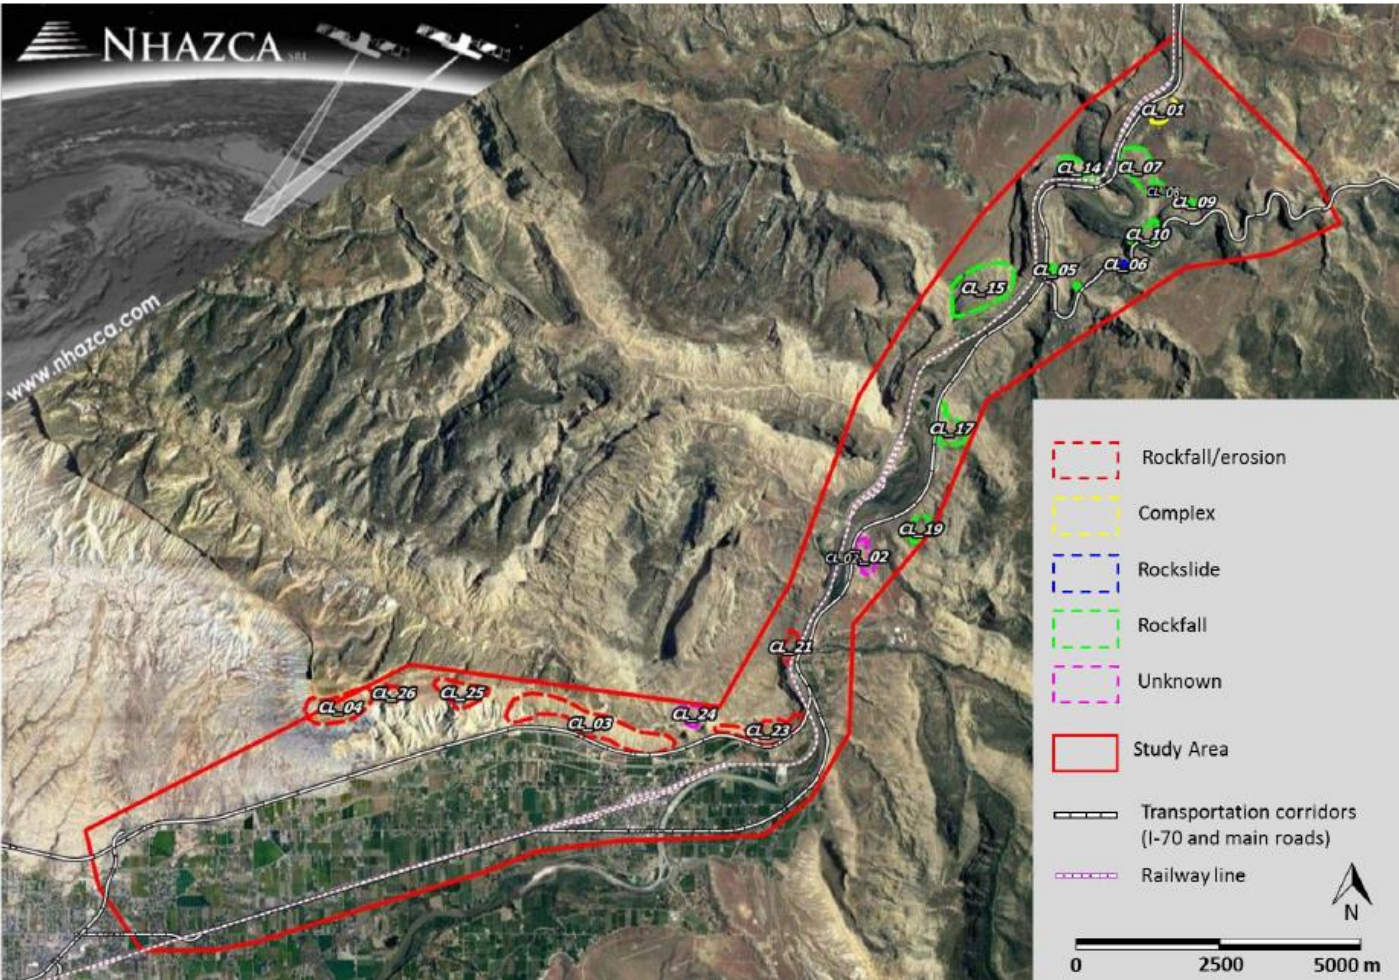 NHAZCA SRL
www.nhazca.com
CL_01
CL_14
CL_07
CL_08
CL_09
CL_10
CL_05
CL_06
CL_15
CL_17
CL_19
CL_02
CL_21
CL_04
CL_26
CL_25
CL_03
CL_24
CL_23
Rockfall/erosion
Complex
Rockslide
Rockfall
Unknown
Study Area
Transportation corridors
(I-70 and main roads)
Railway line
N
0 2500 5000 m